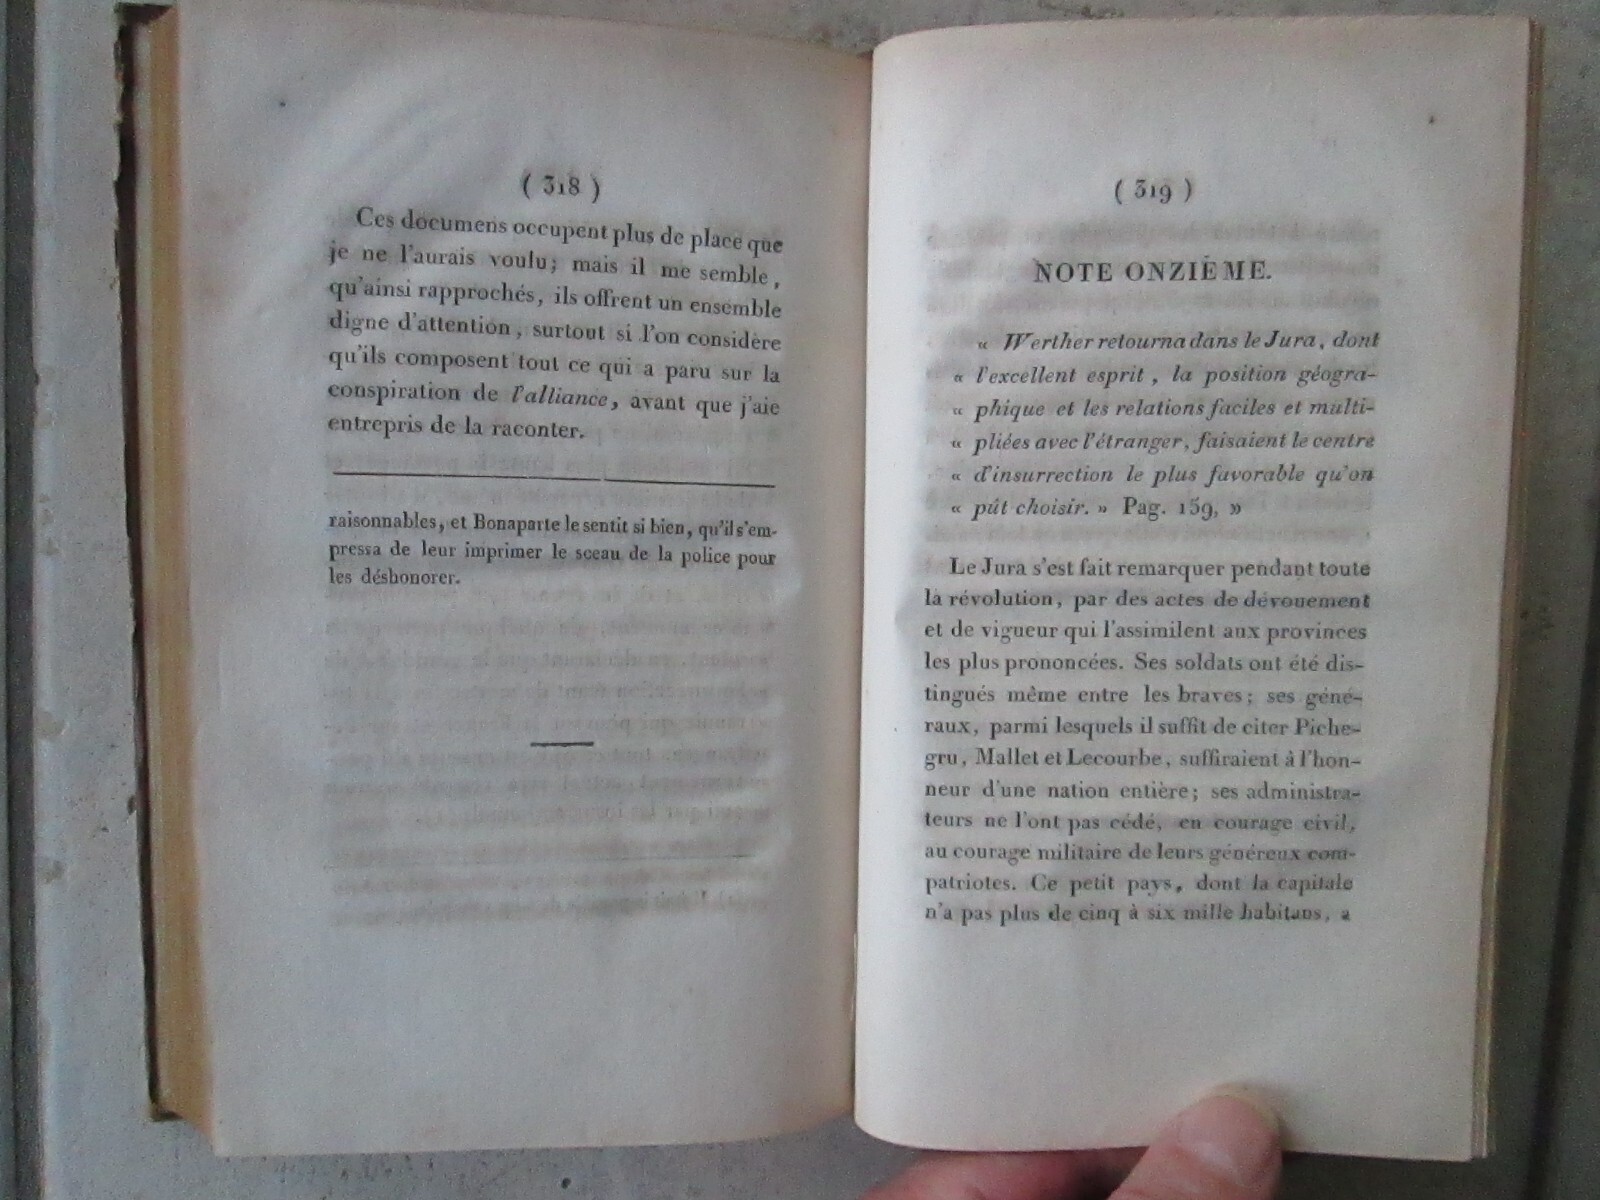 ( 318 )
Ces documens occupent plus de place que
je ne l'aurais voulu; mais il me semble,
qu'ainsi rapprochés, ils offrent un ensemble
digne d'attention, surtout si l'on considère
qu'ils composent tout ce qui a paru sur la
conspiration de l'alliance, avant que j'aie
entrepris de la raconter.
raisonnables, et Bonaparte le sentit si bien, qu'il s'em-
pressa de leur imprimer le sceau de la police pour
les déshonorer.
( 319 )
NOTE ONZIÈME.
« Werther retourna dans le Jura, dont
« l'excellent esprit, la position géogra-
« phique et les relations faciles et multi-
« pliées avec l'étranger, faisaient le centre
« d'insurrection le plus favorable qu'on
« pût choisir. » Pag. 159, »
Le Jura s'est fait remarquer pendant toute
la révolution, par des actes de dévouement
et de vigueur qui l'assimilent aux provinces
les plus prononcées. Ses soldats ont été dis-
tingués même entre les braves; ses géné-
raux, parmi lesquels il suffit de citer Piche-
gru, Mallet et Lecourbe, suffiraient à l'hon-
neur d'une nation entière; ses administra-
teurs ne l'ont pas cédé, en courage civil,
au courage militaire de leurs généreux com-
patriotes. Ce petit pays, dont la capitale
n'a pas plus de cinq à six mille habitans, a